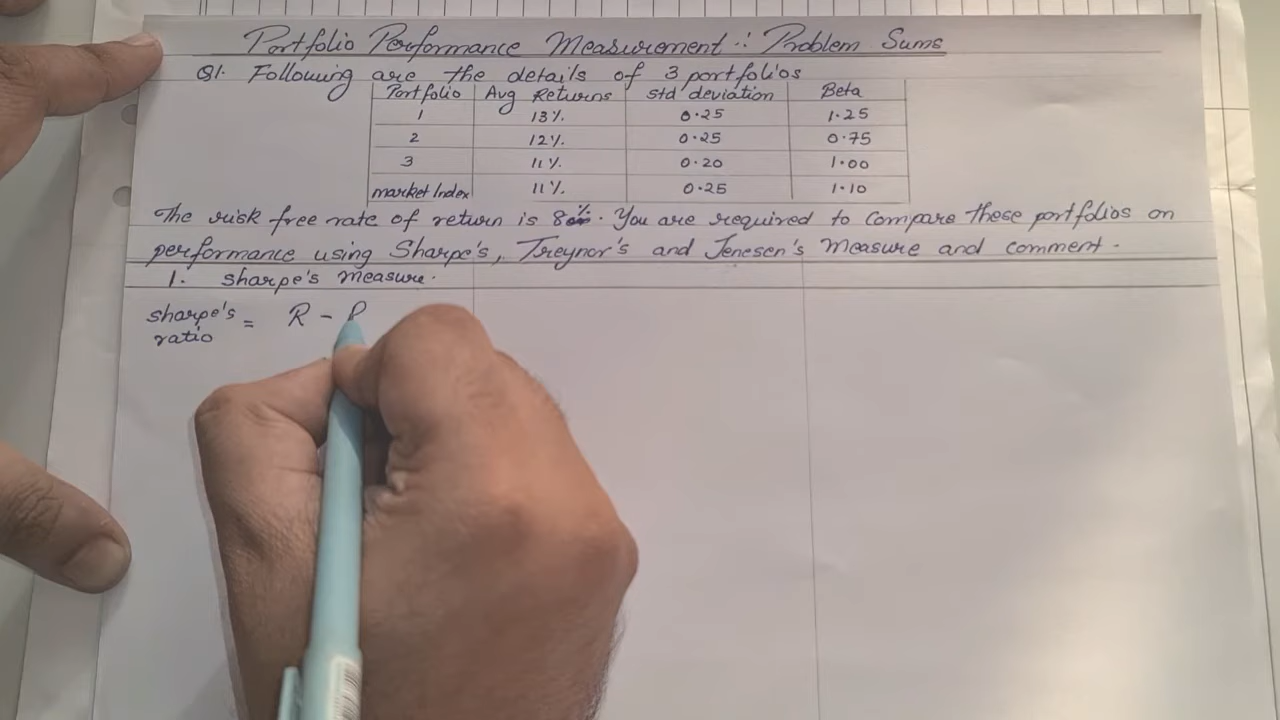 Portfolio Performance Measurement : Problem Sums
Q1. Following are the details of 3 portfolios
Portfolio Avg Returns std deviation Beta
1 13%. 0.25 1.25
2 12%. 0.25 0.75
3 11%. 0.20 1.00
market Index 11%. 0.25 1.10
The risk free rate of return is 8%. You are required to compare these portfolios on
performance using Sharpe's, Treynor's and Jenesen's Measure and comment.
1. sharpe's measure.
sharpe's ratio = R - R